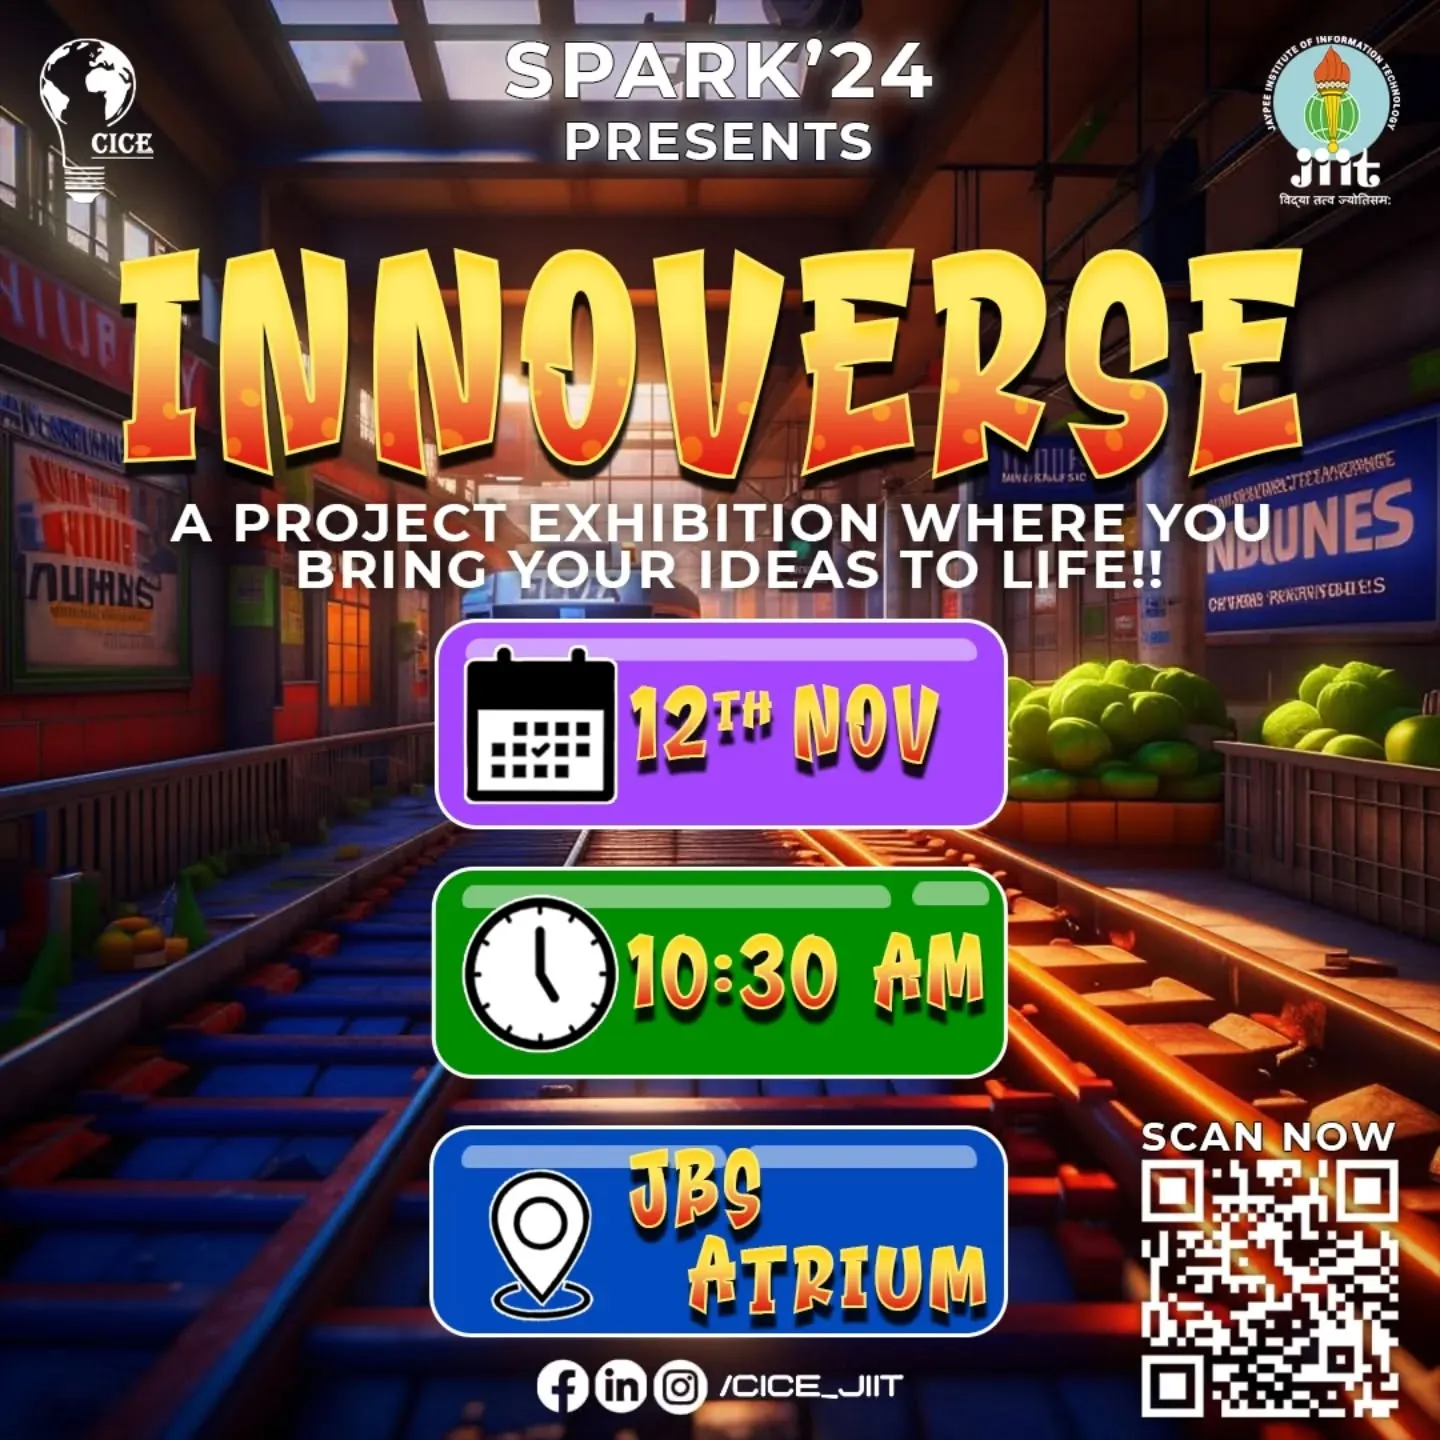 SPARK'24
PRESENTS
CICE
JAYPEE INSTITUTE OF INFORMATION TECHNOLOGY
jiit
विद्या तत्व ज्योतिसम:
INNOVERSE
A PROJECT EXHIBITION WHERE YOU
BRING YOUR IDEAS TO LIFE!!
12TH NOV
10:30 AM
JBS
ATRIUM
SCAN NOW
/CICE_JIIT